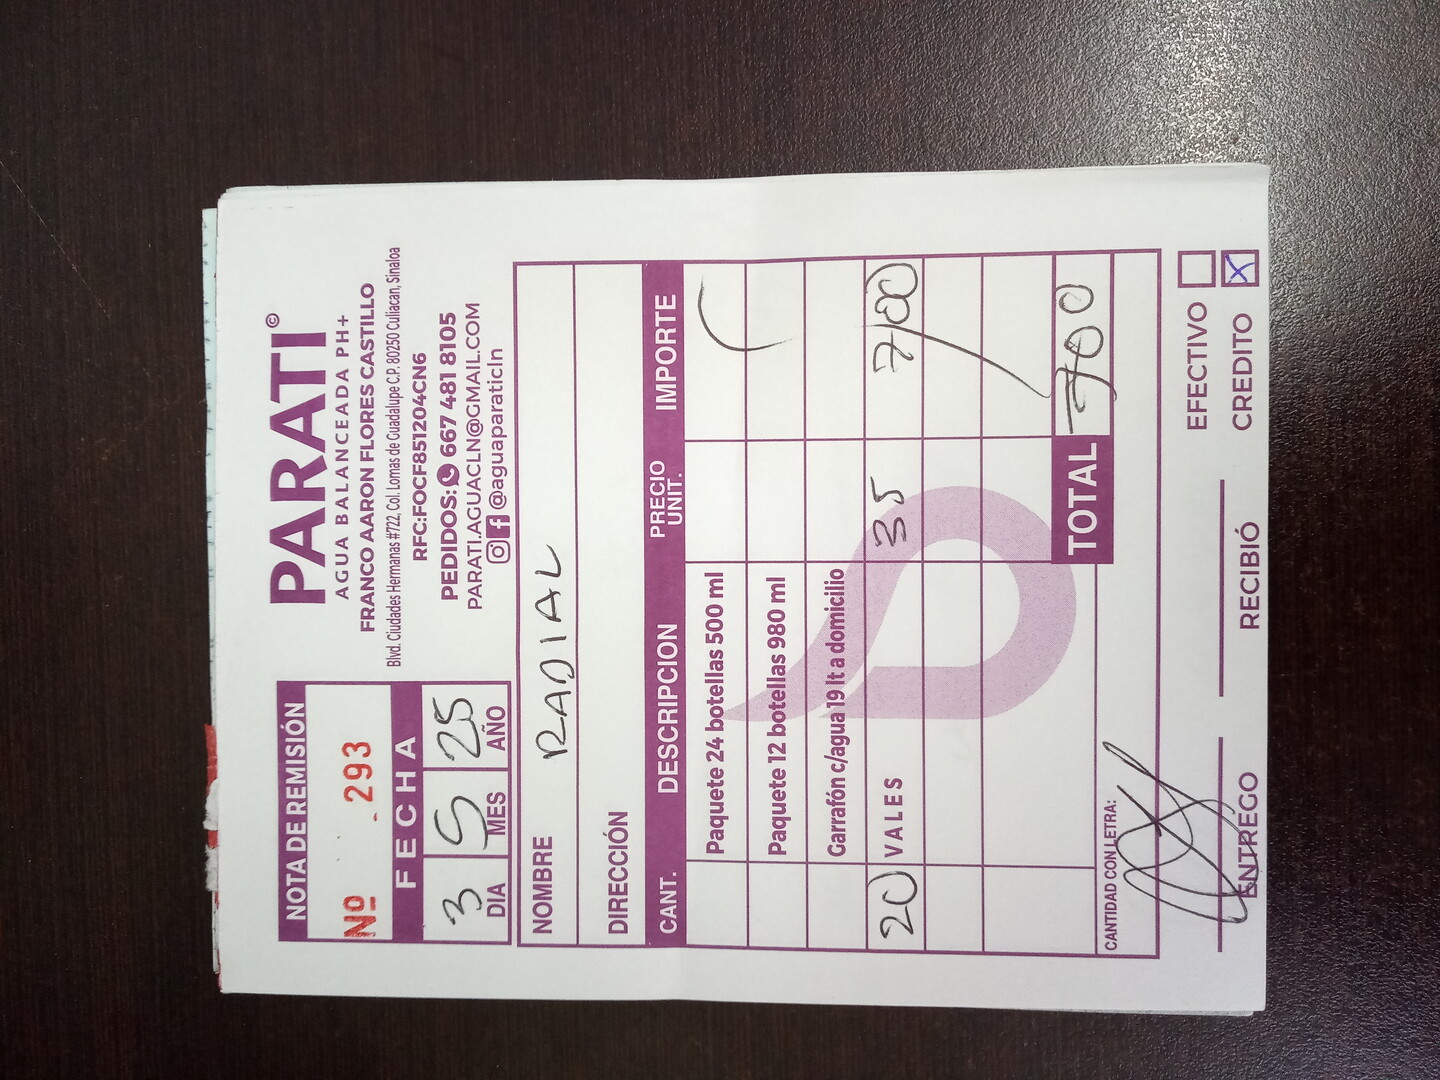 NOTA DE REMISIÓN
Nº 293
FECHA
3 5 25
DIA MES AÑO
PARATI©
AGUA BALANCEADA PH+
FRANCO AARON FLORES CASTILLO
Blvd. Ciudades Hermanas #722, Col. Lomas de Guadalupe C.P. 80250 Culiacan, Sinaloa
RFC:FOCF851204CN6
PEDIDOS: 667 481 8105
PARATI.AGUACLN@GMAIL.COM
@aguaparaticln
NOMBRE RADIAL
DIRECCIÓN
CANT. DESCRIPCION PRECIO UNIT. IMPORTE
Paquete 24 botellas 500 ml
Paquete 12 botellas 980 ml
Garrafón c/agua 19 lt a domicilio
20 VALES 35 700
TOTAL 700
CANTIDAD CON LETRA:
EFECTIVO
ENTREGO RECIBIÓ CREDITO X